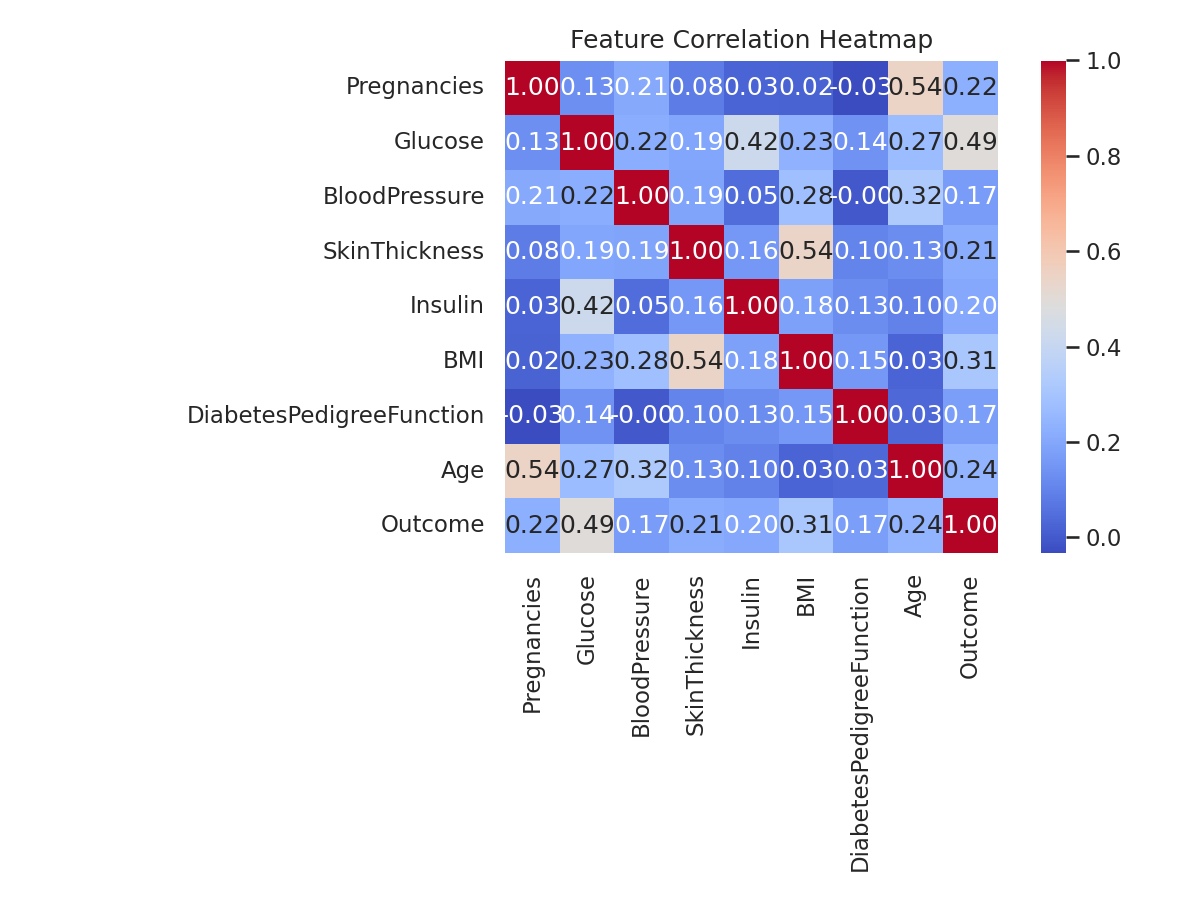 Feature Correlation Heatmap
Pregnancies 1.00 0.13 0.21 0.08 0.03 0.02 -0.03 0.54 0.22
Glucose 0.13 1.00 0.22 0.19 0.42 0.23 0.14 0.27 0.49
BloodPressure 0.21 0.22 1.00 0.19 0.05 0.28 -0.00 0.32 0.17
SkinThickness 0.08 0.19 0.19 1.00 0.16 0.54 0.10 0.13 0.21
Insulin 0.03 0.42 0.05 0.16 1.00 0.18 0.13 0.10 0.20
BMI 0.02 0.23 0.28 0.54 0.18 1.00 0.15 0.03 0.31
DiabetesPedigreeFunction -0.03 0.14 -0.00 0.10 0.13 0.15 1.00 0.03 0.17
Age 0.54 0.27 0.32 0.13 0.10 0.03 0.03 1.00 0.24
Outcome 0.22 0.49 0.17 0.21 0.20 0.31 0.17 0.24 1.00
Pregnancies
Glucose
BloodPressure
SkinThickness
Insulin
BMI
DiabetesPedigreeFunction
Age
Outcome
1.0
0.8
0.6
0.4
0.2
0.0